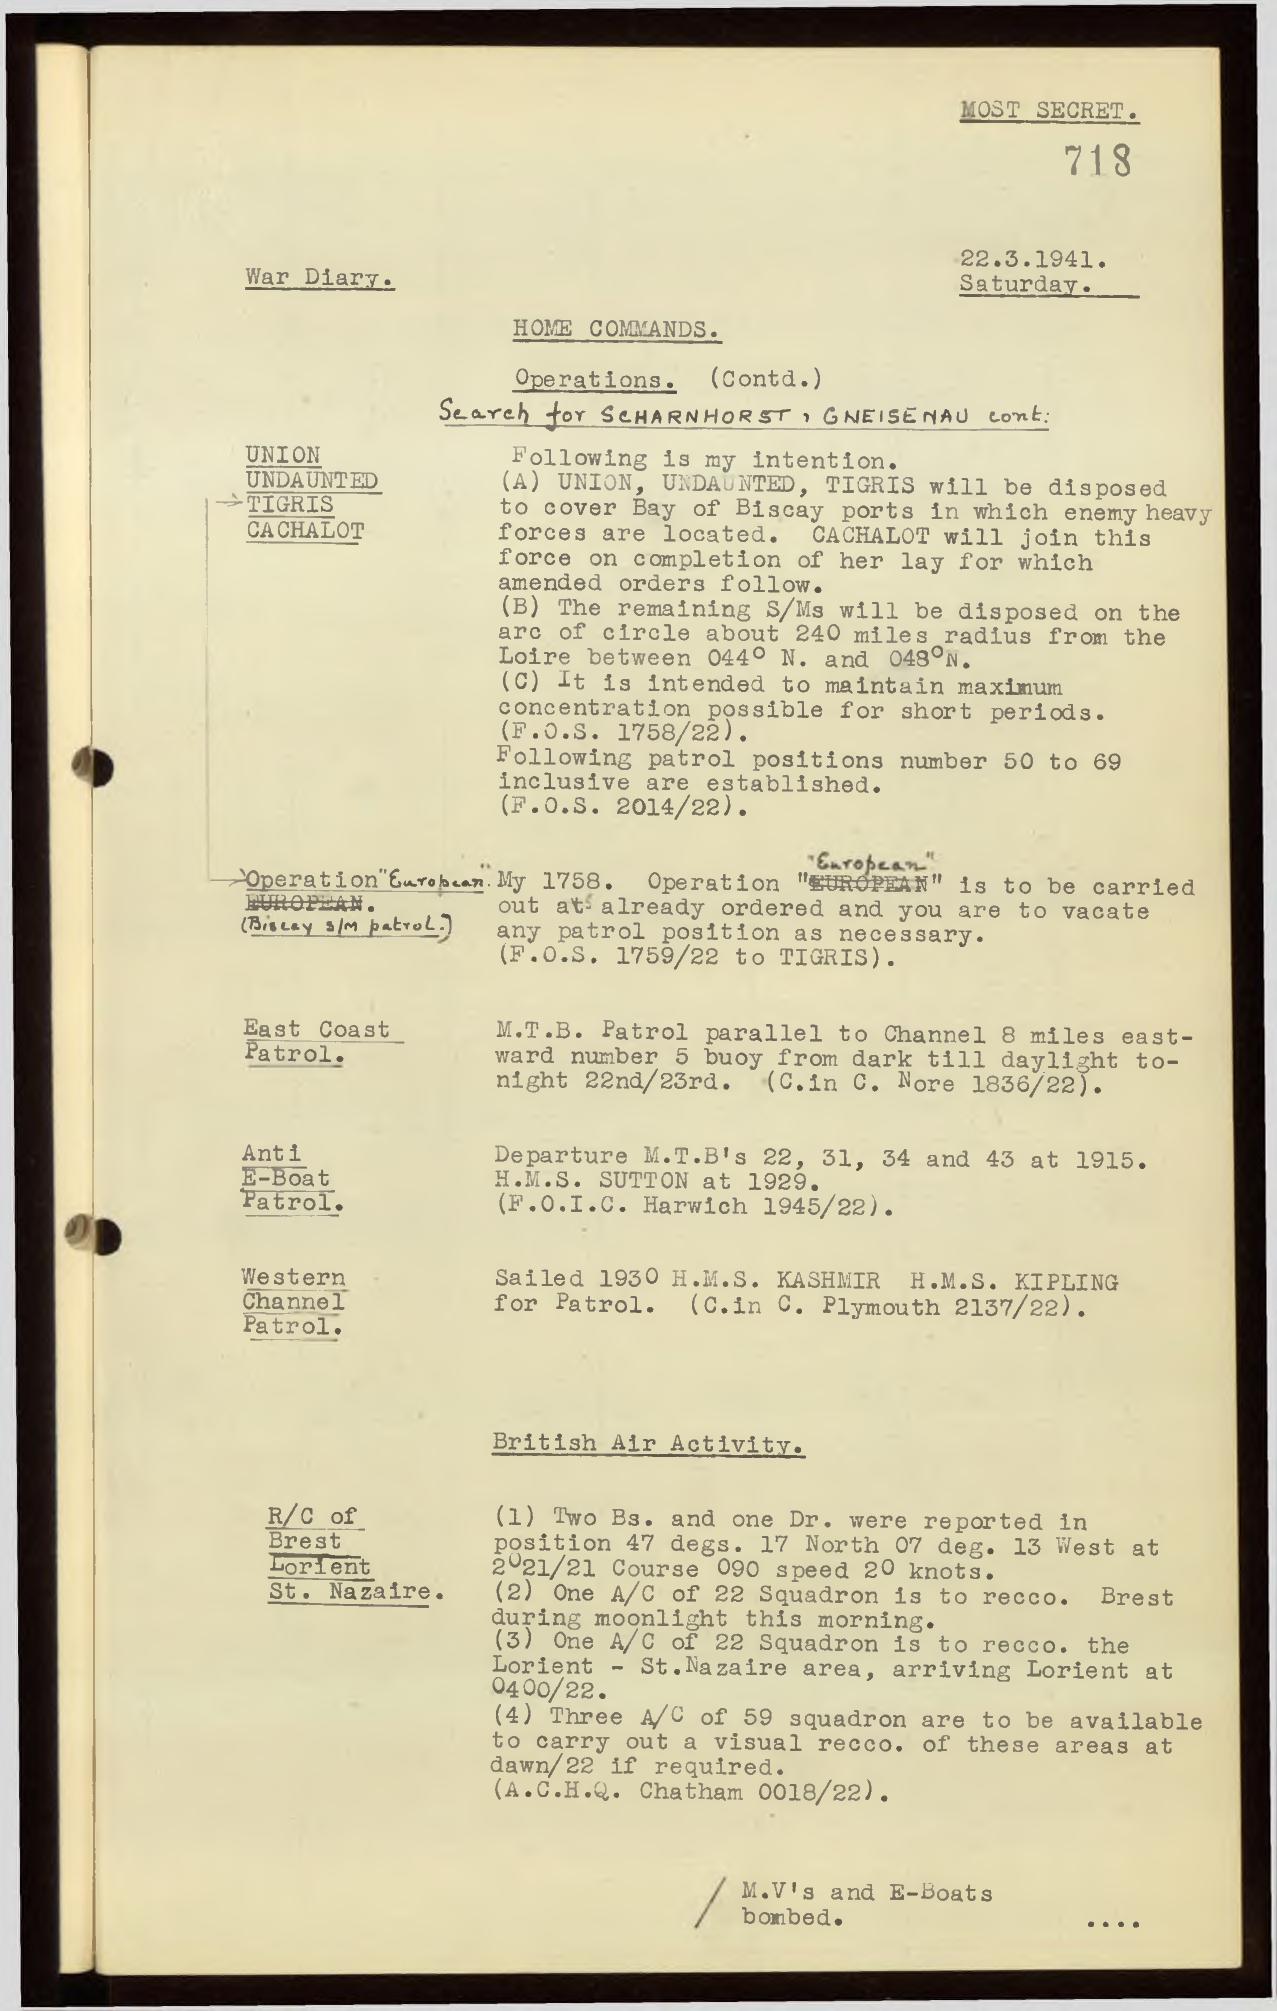 MOST SECRET.
718
22.3.1941.
War Diary.
Saturday.
HOME COMMANDS.
Operations. (Contd.)
Search for SCHARNHORST, GNEISENAU cont:
UNION
UNDAUNTED
TIGRIS
CACHALOT
Following is my intention.
(A) UNION, UNDAUNTED, TIGRIS will be disposed
to cover Bay of Biscay ports in which enemy heavy
forces are located. CACHALOT will join this
force on completion of her lay for which
amended orders follow.
(B) The remaining S/Ms will be disposed on the
arc of circle about 240 miles radius from the
Loire between 044° N. and 048°N.
(C) It is intended to maintain maximum
concentration possible for short periods.
(F.O.S. 1758/22).
Following patrol positions number 50 to 69
inclusive are established.
(F.O.S. 2014/22).
Operation "European".
EUROPEAN.
(Biscay S/M patrol.)
"European"
My 1758. Operation "EUROPEAN" is to be carried
out as already ordered and you are to vacate
any patrol position as necessary.
(F.O.S. 1759/22 to TIGRIS).
East Coast
Patrol.
M.T.B. Patrol parallel to Channel 8 miles east-
ward number 5 buoy from dark till daylight to-
night 22nd/23rd. (C.in C. Nore 1836/22).
Anti
E-Boat
Patrol.
Departure M.T.B's 22, 31, 34 and 43 at 1915.
H.M.S. SUTTON at 1929.
(F.O.I.C. Harwich 1945/22).
Western
Channel
Patrol.
Sailed 1930 H.M.S. KASHMIR H.M.S. KIPLING
for Patrol. (C.in C. Plymouth 2137/22).
British Air Activity.
R/C of
Brest
Lorient
St. Nazaire.
(1) Two Bs. and one Dr. were reported in
position 47 degs. 17 North 07 deg. 13 West at
2021/21 Course 090 speed 20 knots.
(2) One A/C of 22 Squadron is to recco. Brest
during moonlight this morning.
(3) One A/C of 22 Squadron is to recco. the
Lorient - St.Nazaire area, arriving Lorient at
0400/22.
(4) Three A/C of 59 squadron are to be available
to carry out a visual recco. of these areas at
dawn/22 if required.
(A.C.H.Q. Chatham 0018/22).
/ M.V's and E-Boats
bombed. ....